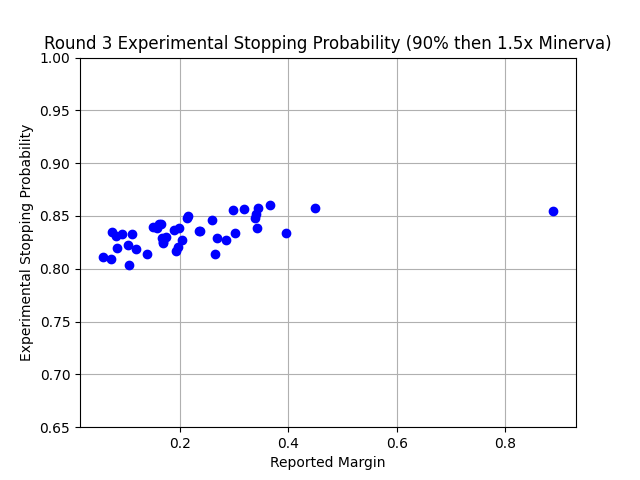 Round 3 Experimental Stopping Probability (90% then 1.5x Minerva)
1.00
0.95
0.90
0.85
0.80
0.75
0.70
0.65
Experimental Stopping Probability
0.2 0.4 0.6 0.8
Reported Margin